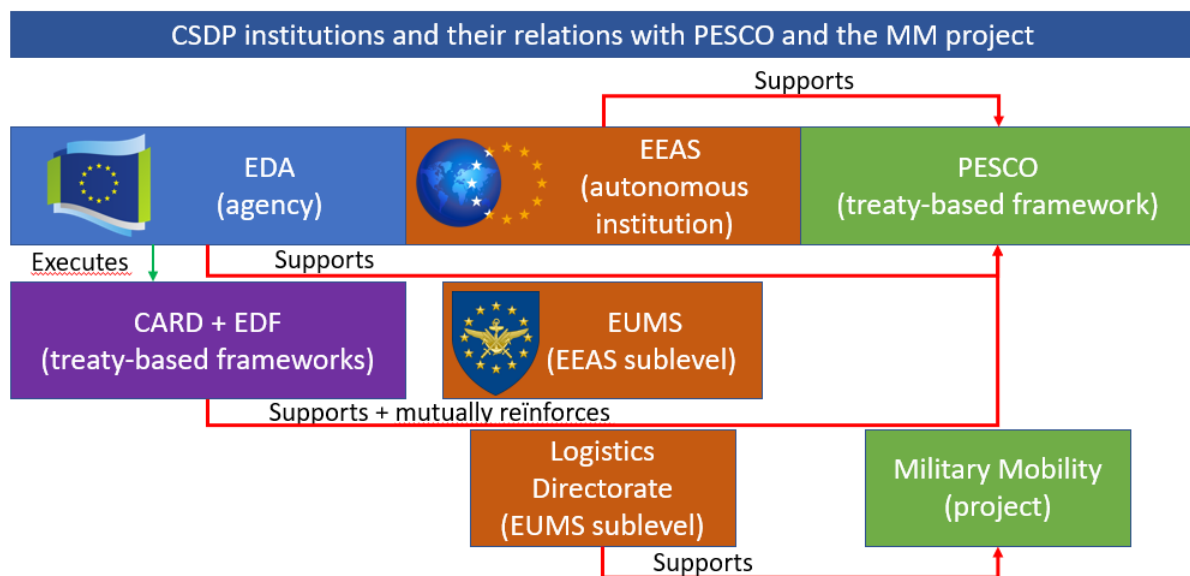 CSDP institutions and their relations with PESCO and the MM project
Supports
EDA
(agency)
EEAS
(autonomous
institution)
PESCO
(treaty-based framework)
Executes
Supports
CARD + EDF
(treaty-based frameworks)
EUMS
(EEAS sublevel)
Supports + mutually reïnforces
Logistics
Directorate
(EUMS sublevel)
Military Mobility
(project)
Supports